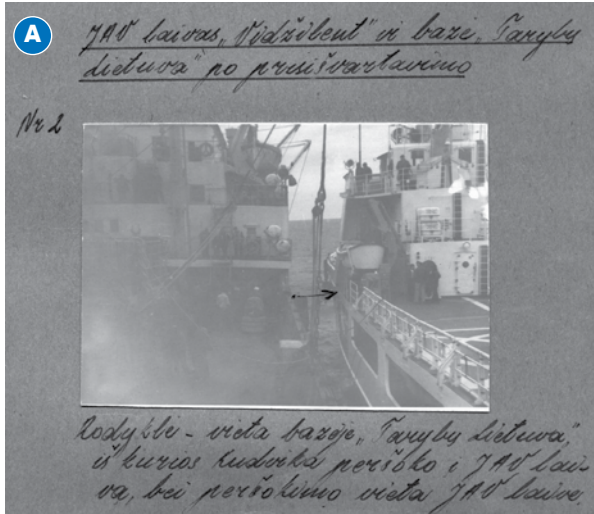 A
JAV laivas „Vidžilent" ir bazė „Tarybų
Lietuva" po prisišvartavimo
Nr 2
Rodyklė - vieta bazėje „Tarybų Lietuva",
iš kurios Kudirka peršoko į JAV lai-
vą, bei peršokimo vieta JAV laive.